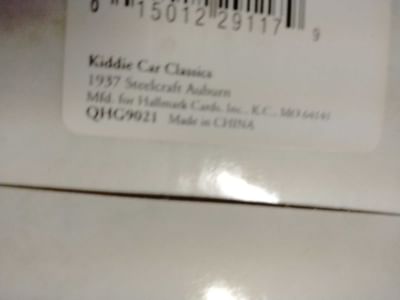 0 15012 29117 9
Kiddie Car Classics
1937 Steelcraft Auburn
Mfd. for Hallmark Cards, Inc., K.C., MO 64141
QHG9021 Made in CHINA